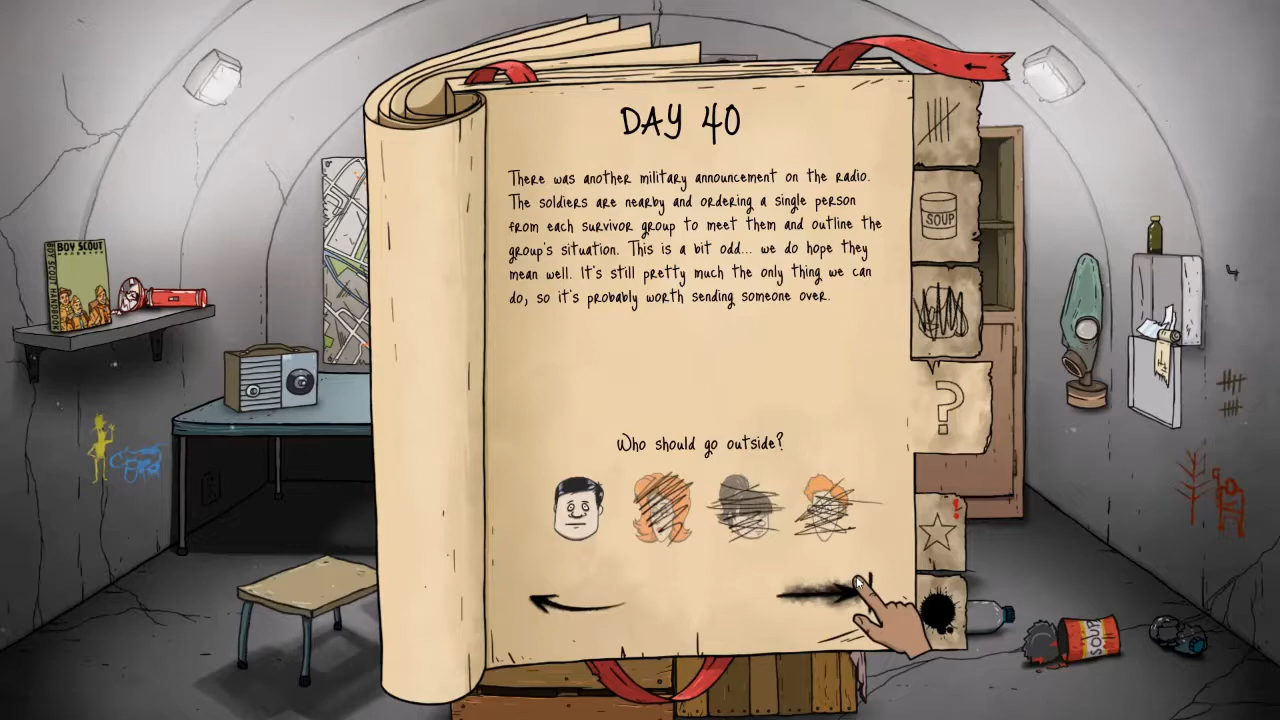 DAY 40
There was another military announcement on the radio.
The soldiers are nearby and ordering a single person
from each survivor group to meet them and outline the
group's situation. This is a bit odd... we do hope they
mean well. It's still pretty much the only thing we can
do, so it's probably worth sending someone over.
Who should go outside?
SOUP
?
!
BOY SCOUT
BOY SCOUT HANDBOOK
SOUP